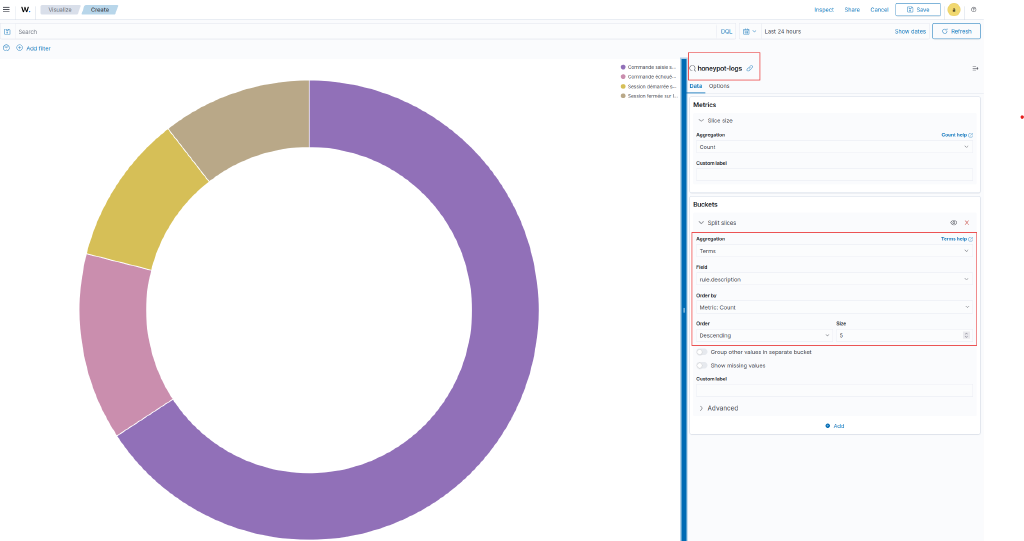 W. Visualize Create Inspect Share Cancel Save a
Search DQL Last 24 hours Show dates Refresh
Add filter
Commande saisie s...
Commande échoué...
Session démarrée s...
Session fermée sur l...
honeypot-logs
Data Options
Metrics
Slice size
Aggregation Count help
Count
Custom label
Buckets
Split slices
Aggregation Terms help
Terms
Field
rule.description
Order by
Metric: Count
Order Size
Descending 5
Group other values in separate bucket
Show missing values
Custom label
Advanced
Add